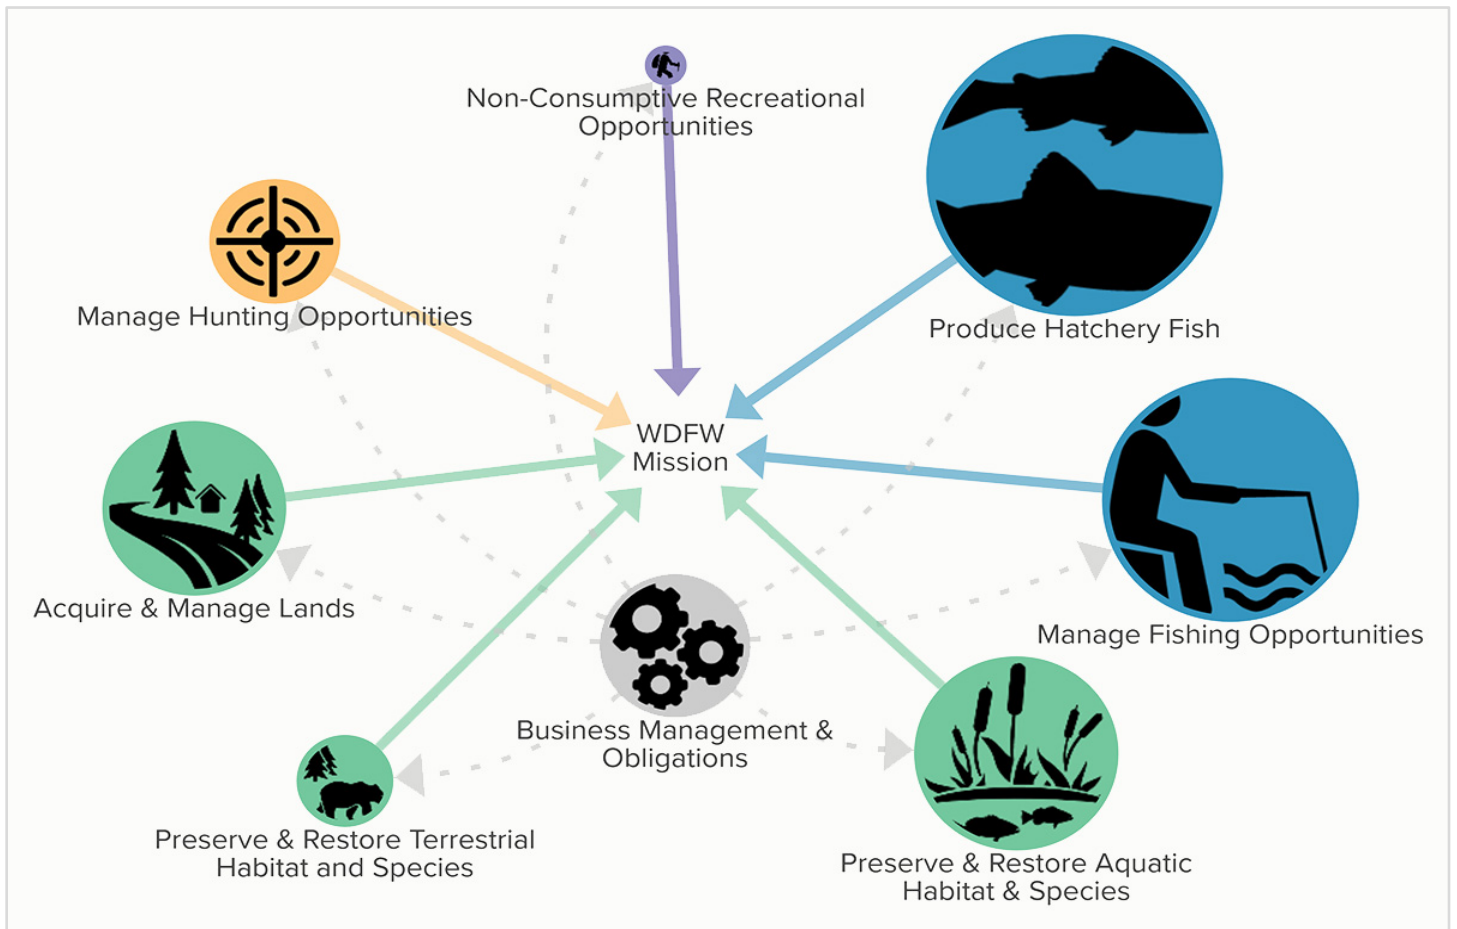 Non-Consumptive Recreational
Opportunities
Manage Hunting Opportunities
Produce Hatchery Fish
WDFW
Mission
Acquire & Manage Lands
Manage Fishing Opportunities
Business Management &
Obligations
Preserve & Restore Terrestrial
Habitat and Species
Preserve & Restore Aquatic
Habitat & Species